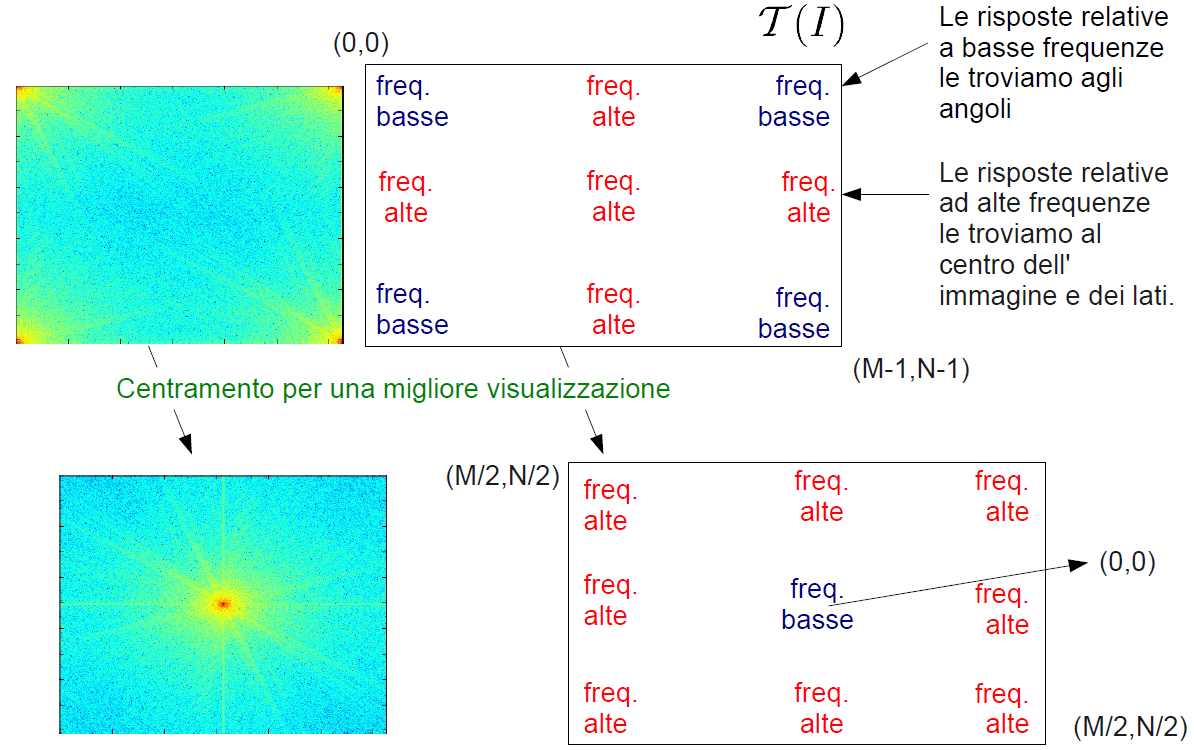 𝒯(I)
(0,0)
Le risposte relative
a basse frequenze
le troviamo agli
angoli
freq.
basse
freq.
alte
freq.
basse
freq.
alte
freq.
alte
freq.
alte
Le risposte relative
ad alte frequenze
le troviamo al
centro dell'
immagine e dei lati.
freq.
basse
freq.
alte
freq.
basse
(M-1,N-1)
Centramento per una migliore visualizzazione
(M/2,N/2)
freq.
alte
freq.
alte
freq.
alte
freq.
alte
freq.
basse
freq.
alte
(0,0)
freq.
alte
freq.
alte
freq.
alte
(M/2,N/2)